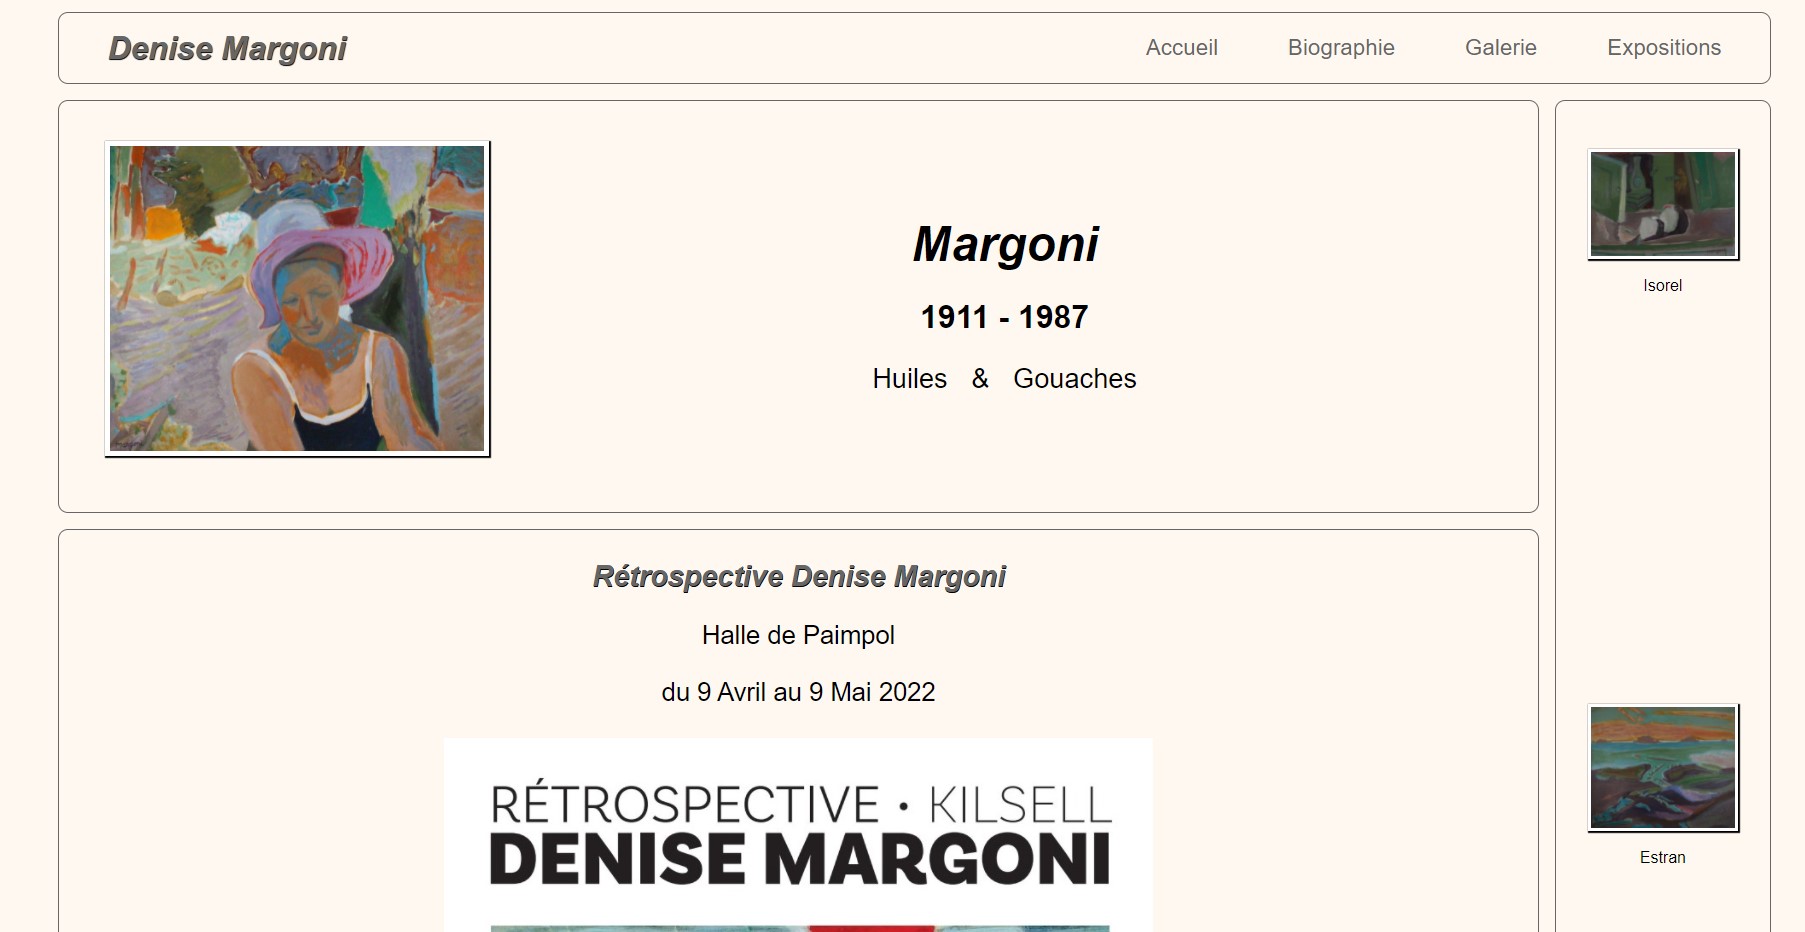 Denise Margoni
Accueil Biographie Galerie Expositions
Margoni
1911 - 1987
Huiles & Gouaches
Isorel
Rétrospective Denise Margoni
Halle de Paimpol
du 9 Avril au 9 Mai 2022
RÉTROSPECTIVE • KILSELL
DENISE MARGONI
Estran